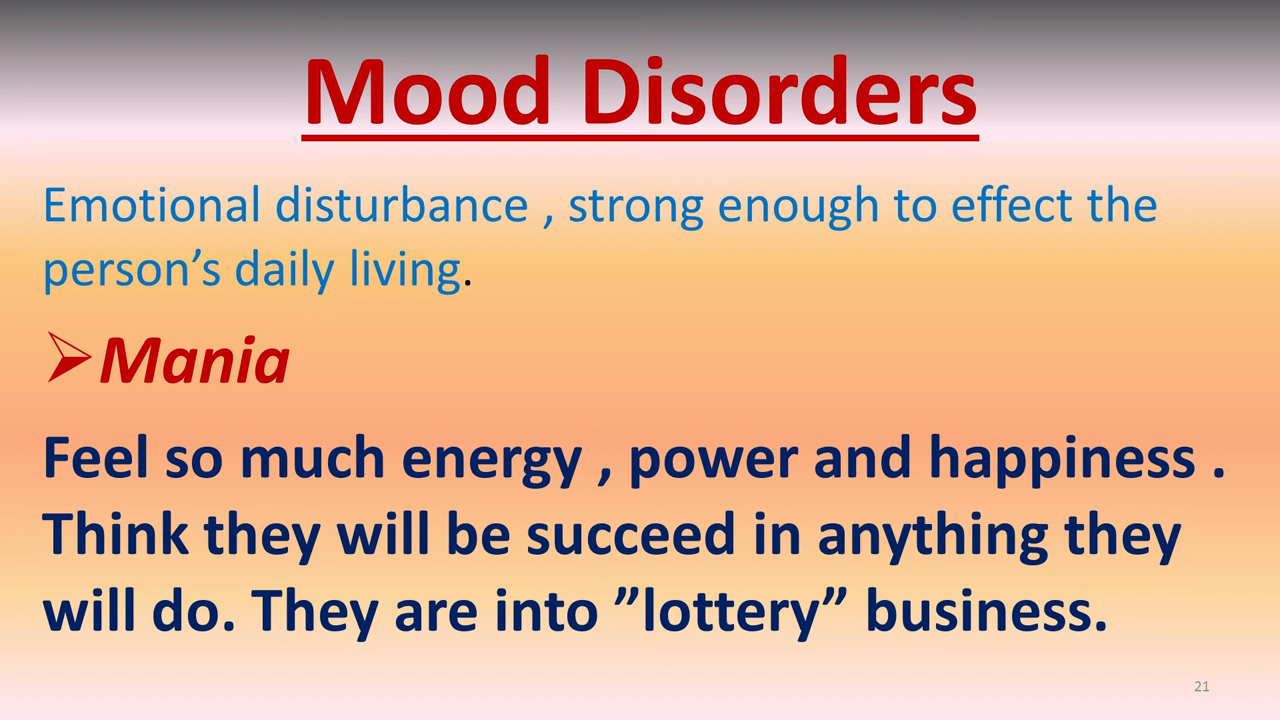 Mood Disorders
Emotional disturbance , strong enough to effect the
person’s daily living.
➢Mania
Feel so much energy , power and happiness .
Think they will be succeed in anything they
will do. They are into ”lottery” business.
21